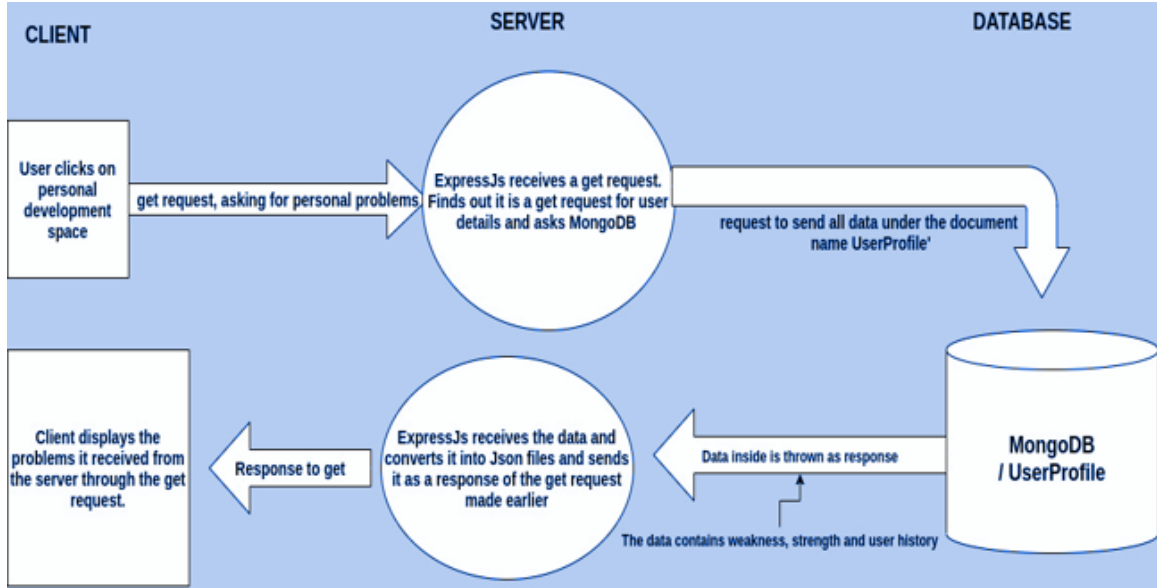 CLIENT
SERVER
DATABASE
User clicks on
personal
development
space
get request, asking for personal problems
ExpressJs receives a get request.
Finds out it is a get request for user
details and asks MongoDB
request to send all data under the document
name UserProfile'
MongoDB
/ UserProfile
Data inside is thrown as response
The data contains weakness, strength and user history
ExpressJs receives the data and
converts it into Json files and sends
it as a response of the get request
made earlier
Response to get
Client displays the
problems it received from
the server through the get
request.